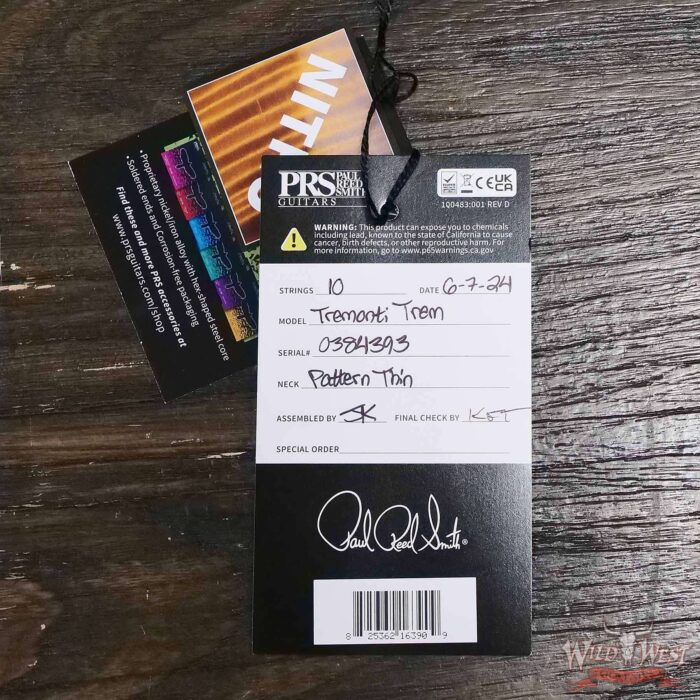 NIT
• Proprietary nickel/iron alloy with hex-shaped steel core
• Soldered ends and Corrosion-free packaging
Find these and more PRS accessories at
www.prsguitars.com/shop
PRS PAUL REED SMITH
GUITARS
CE UK CA
100483:001 REV D
WARNING: This product can expose you to chemicals
including lead, known to the state of California to cause
cancer, birth defects, or other reproductive harm. For
more information, go to www.p65warnings.ca.gov
STRINGS 10 DATE 6-7-24
MODEL Tremonti Trem
SERIAL# 0384393
NECK Pattern Thin
ASSEMBLED BY JK FINAL CHECK BY
SPECIAL ORDER
Paul Reed Smith®
8 25362 16390 9
WILD WEST
GUITARS